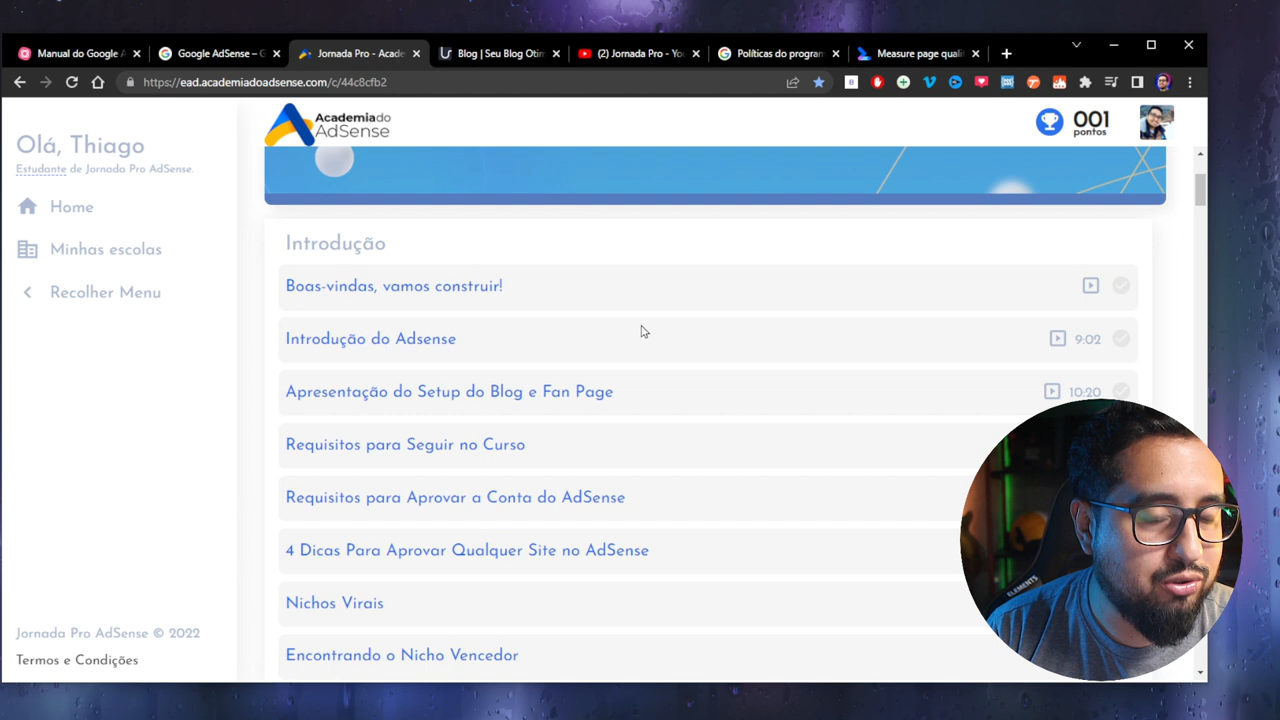 Manual do Google A
Google AdSense – G
Jornada Pro - Acade
Blog | Seu Blog Otim
(2) Jornada Pro - Yo
Políticas do program
Measure page quali
https://ead.academiadoadsense.com/c/44c8cfb2
Academia do
AdSense
001
pontos
Olá, Thiago
Estudante de Jornada Pro AdSense.
Home
Minhas escolas
Recolher Menu
Introdução
Boas-vindas, vamos construir!
Introdução do Adsense
9:02
Apresentação do Setup do Blog e Fan Page
10:20
Requisitos para Seguir no Curso
Requisitos para Aprovar a Conta do AdSense
4 Dicas Para Aprovar Qualquer Site no AdSense
Nichos Virais
Encontrando o Nicho Vencedor
Jornada Pro AdSense © 2022
Termos e Condições
ELEMENTS